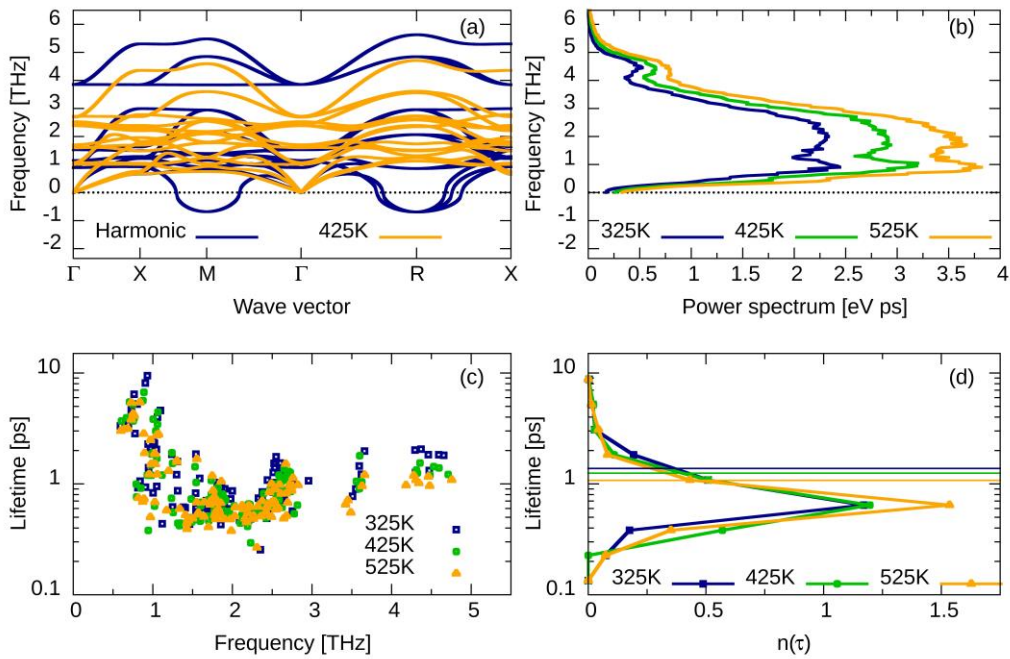 (a)
Frequency [THz]
6
5
4
3
2
1
0
-1
-2
Harmonic 425K
Γ X M Γ R X
Wave vector
(b)
Frequency [THz]
6
5
4
3
2
1
0
-1
-2
325K 425K 525K
0 0.5 1 1.5 2 2.5 3 3.5 4
Power spectrum [eV ps]
(c)
Lifetime [ps]
10
1
0.1
325K
425K
525K
0 1 2 3 4 5
Frequency [THz]
(d)
Lifetime [ps]
10
1
0.1
325K 425K 525K
0 0.5 1 1.5
n(τ)